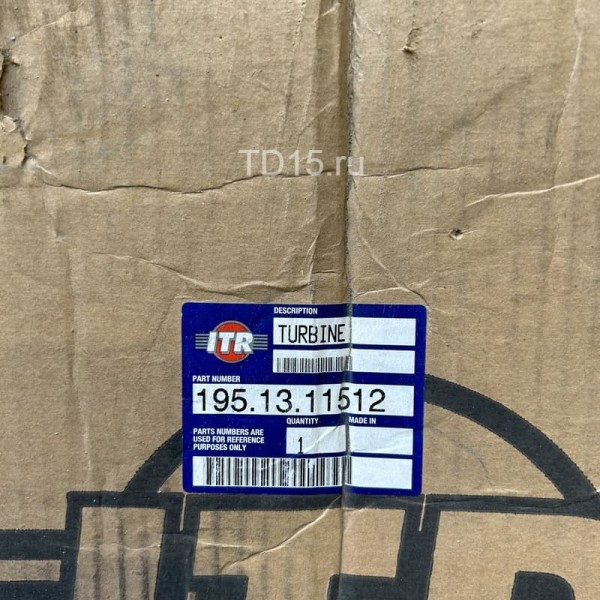 TD15.ru
DESCRIPTION
ITR
TURBINE
PART NUMBER
195.13.11512
QUANTITY
MADE IN
PARTS NUMBERS ARE
USED FOR REFERENCE
PURPOSES ONLY
1
ITR